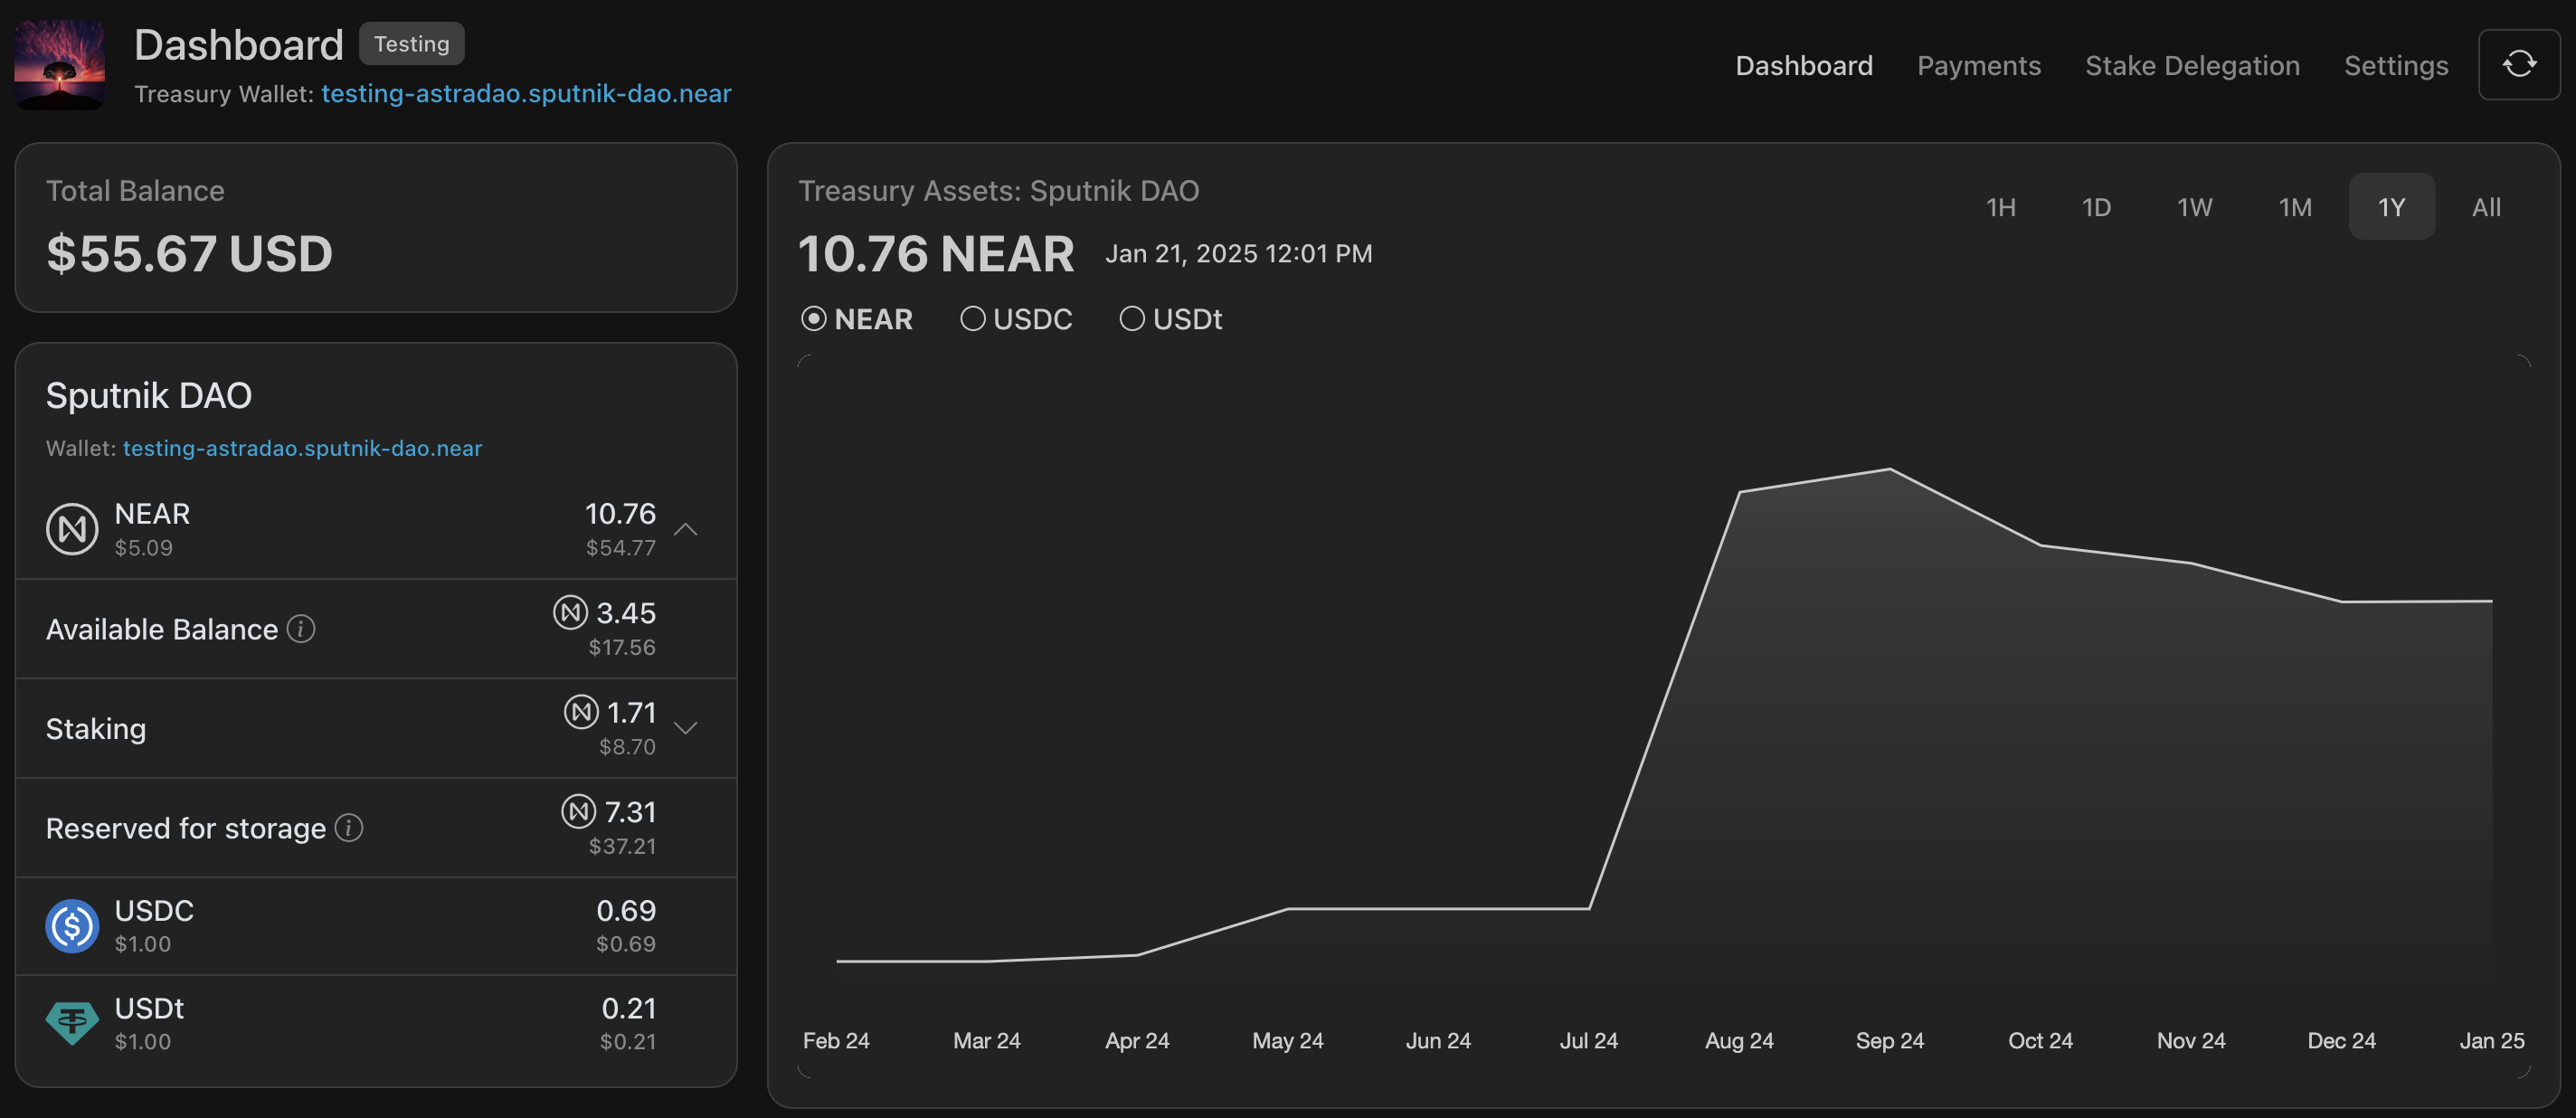 Dashboard Testing
Treasury Wallet: testing-astradao.sputnik-dao.near
Dashboard Payments Stake Delegation Settings
Total Balance
$55.67 USD
Sputnik DAO
Wallet: testing-astradao.sputnik-dao.near
NEAR 10.76
$5.09 $54.77
Available Balance 3.45
$17.56
Staking 1.71
$8.70
Reserved for storage 7.31
$37.21
USDC 0.69
$1.00 $0.69
USDt 0.21
$1.00 $0.21
Treasury Assets: Sputnik DAO
1H 1D 1W 1M 1Y All
10.76 NEAR Jan 21, 2025 12:01 PM
NEAR USDC USDt
Feb 24 Mar 24 Apr 24 May 24 Jun 24 Jul 24 Aug 24 Sep 24 Oct 24 Nov 24 Dec 24 Jan 25